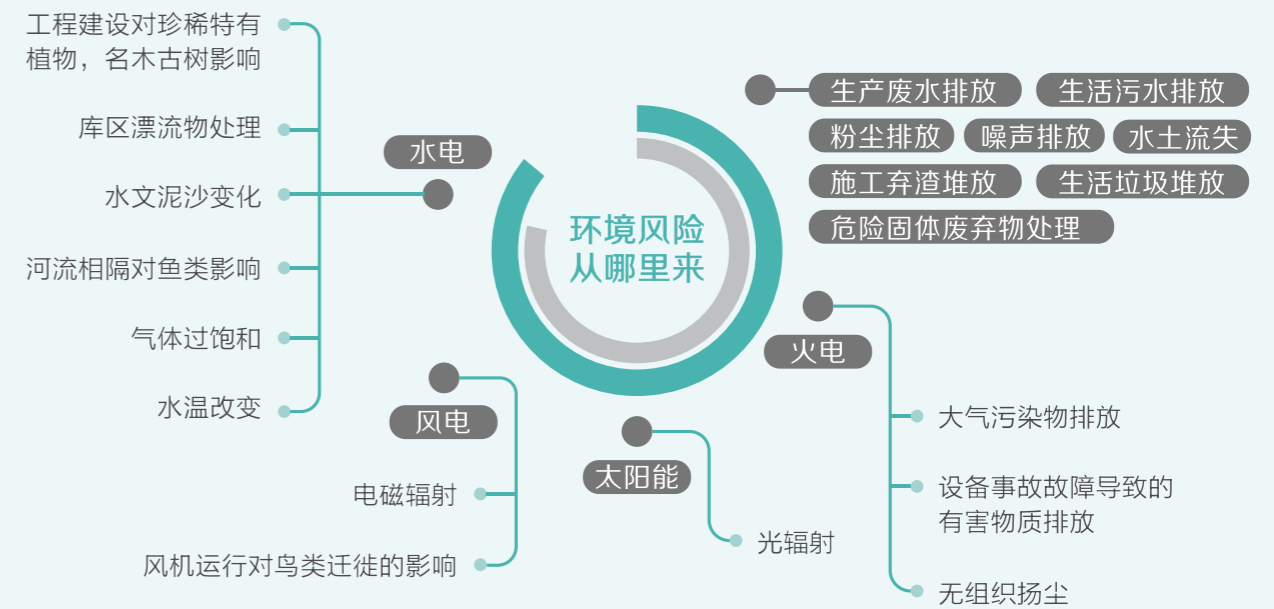 环境风险
从哪里来
水电
工程建设对珍稀特有
植物，名木古树影响
库区漂流物处理
水文泥沙变化
河流相隔对鱼类影响
气体过饱和
水温改变
风电
电磁辐射
风机运行对鸟类迁徙的影响
太阳能
光辐射
火电
大气污染物排放
设备事故故障导致的
有害物质排放
无组织扬尘
生产废水排放 生活污水排放
粉尘排放 噪声排放 水土流失
施工弃渣堆放 生活垃圾堆放
危险固体废弃物处理